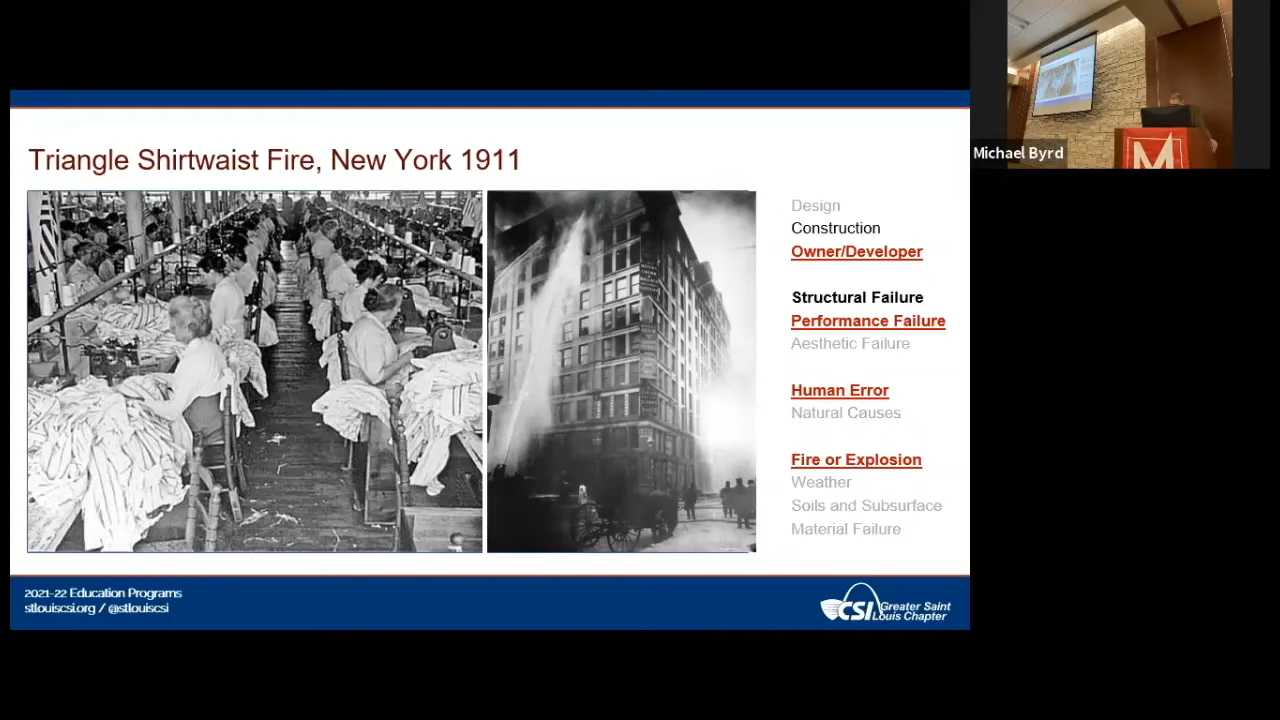 Triangle Shirtwaist Fire, New York 1911
Design
Construction
Owner/Developer
Structural Failure
Performance Failure
Aesthetic Failure
Human Error
Natural Causes
Fire or Explosion
Weather
Soils and Subsurface
Material Failure
2021-22 Education Programs
stlouiscsi.org / @stlouiscsi
CSI Greater Saint
Louis Chapter
Michael Byrd
M